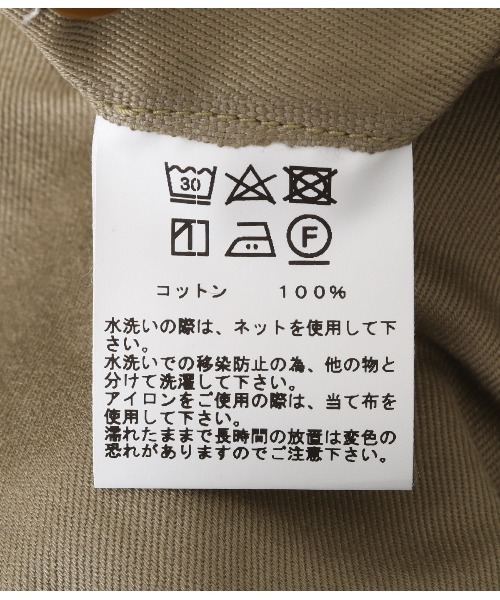 30
F
コットン　100%
水洗いの際は、ネットを使用して下
さい。
水洗いでの移染防止の為、他の物と
分けて洗濯して下さい。
アイロンをご使用の際は、当て布を
使用して下さい。
濡れたままで長時間の放置は変色の
恐れがありますのでご注意下さい。